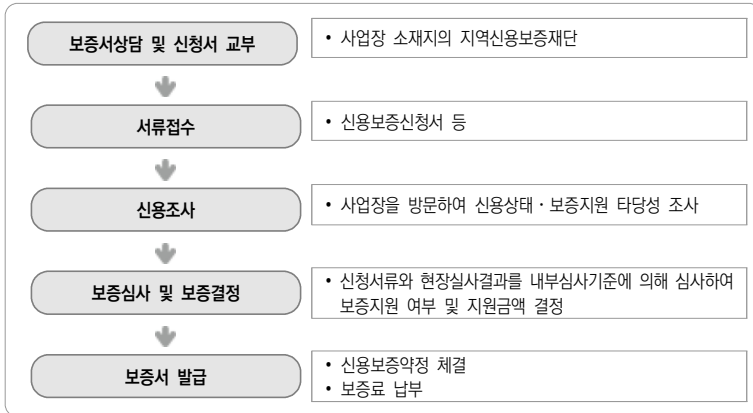 보증서상담 및 신청서 교부
• 사업장 소재지의 지역신용보증재단
서류접수
• 신용보증신청서 등
신용조사
• 사업장을 방문하여 신용상태·보증지원 타당성 조사
보증심사 및 보증결정
• 신청서류와 현장실사결과를 내부심사기준에 의해 심사하여
보증지원 여부 및 지원금액 결정
보증서 발급
• 신용보증약정 체결
• 보증료 납부